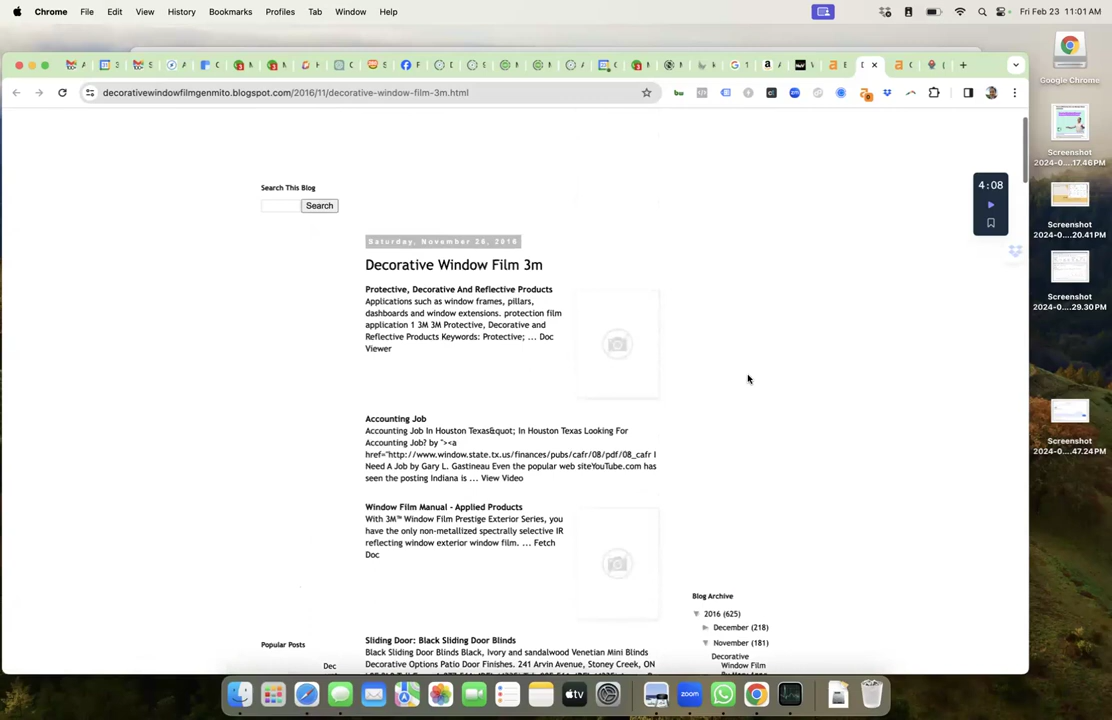 Chrome File Edit View History Bookmarks Profiles Tab Window Help
Fri Feb 23 11:01 AM
decorativewindowfilmgenmito.blogspot.com/2016/11/decorative-window-film-3m.html
Google Chrome
Screenshot
2024-0....17.46 PM
Screenshot
2024-0....20.41 PM
Screenshot
2024-0....29.30 PM
Screenshot
2024-0....47.24 PM
4:08
Search This Blog
Search
Saturday, November 26, 2016
Decorative Window Film 3m
Protective, Decorative And Reflective Products
Applications such as window frames, pillars,
dashboards and window extensions. protection film
application 1 3M 3M Protective, Decorative and
Reflective Products Keywords: Protective; ... Doc
Viewer
Accounting Job
Accounting Job In Houston Texas&quot; In Houston Texas Looking For
Accounting Job? by "><a
href="http://www.window.state.tx.us/finances/pubs/cafr/08/pdf/08_cafr I
Need A Job by Gary L. Gastineau Even the popular web siteYouTube.com has
seen the posting Indiana is ... View Video
Window Film Manual - Applied Products
With 3M™ Window Film Prestige Exterior Series, you
have the only non-metallized spectrally selective IR
reflecting window exterior window film. ... Fetch
Doc
Sliding Door: Black Sliding Door Blinds
Black Sliding Door Blinds Black, Ivory and sandalwood Venetian Mini Blinds
Decorative Options Patio Door Finishes. 241 Arvin Avenue, Stoney Creek, ON
Blog Archive
▼ 2016 (625)
► December (218)
▼ November (181)
Decorative
Window Film
Popular Posts
Dec
zoom
tv